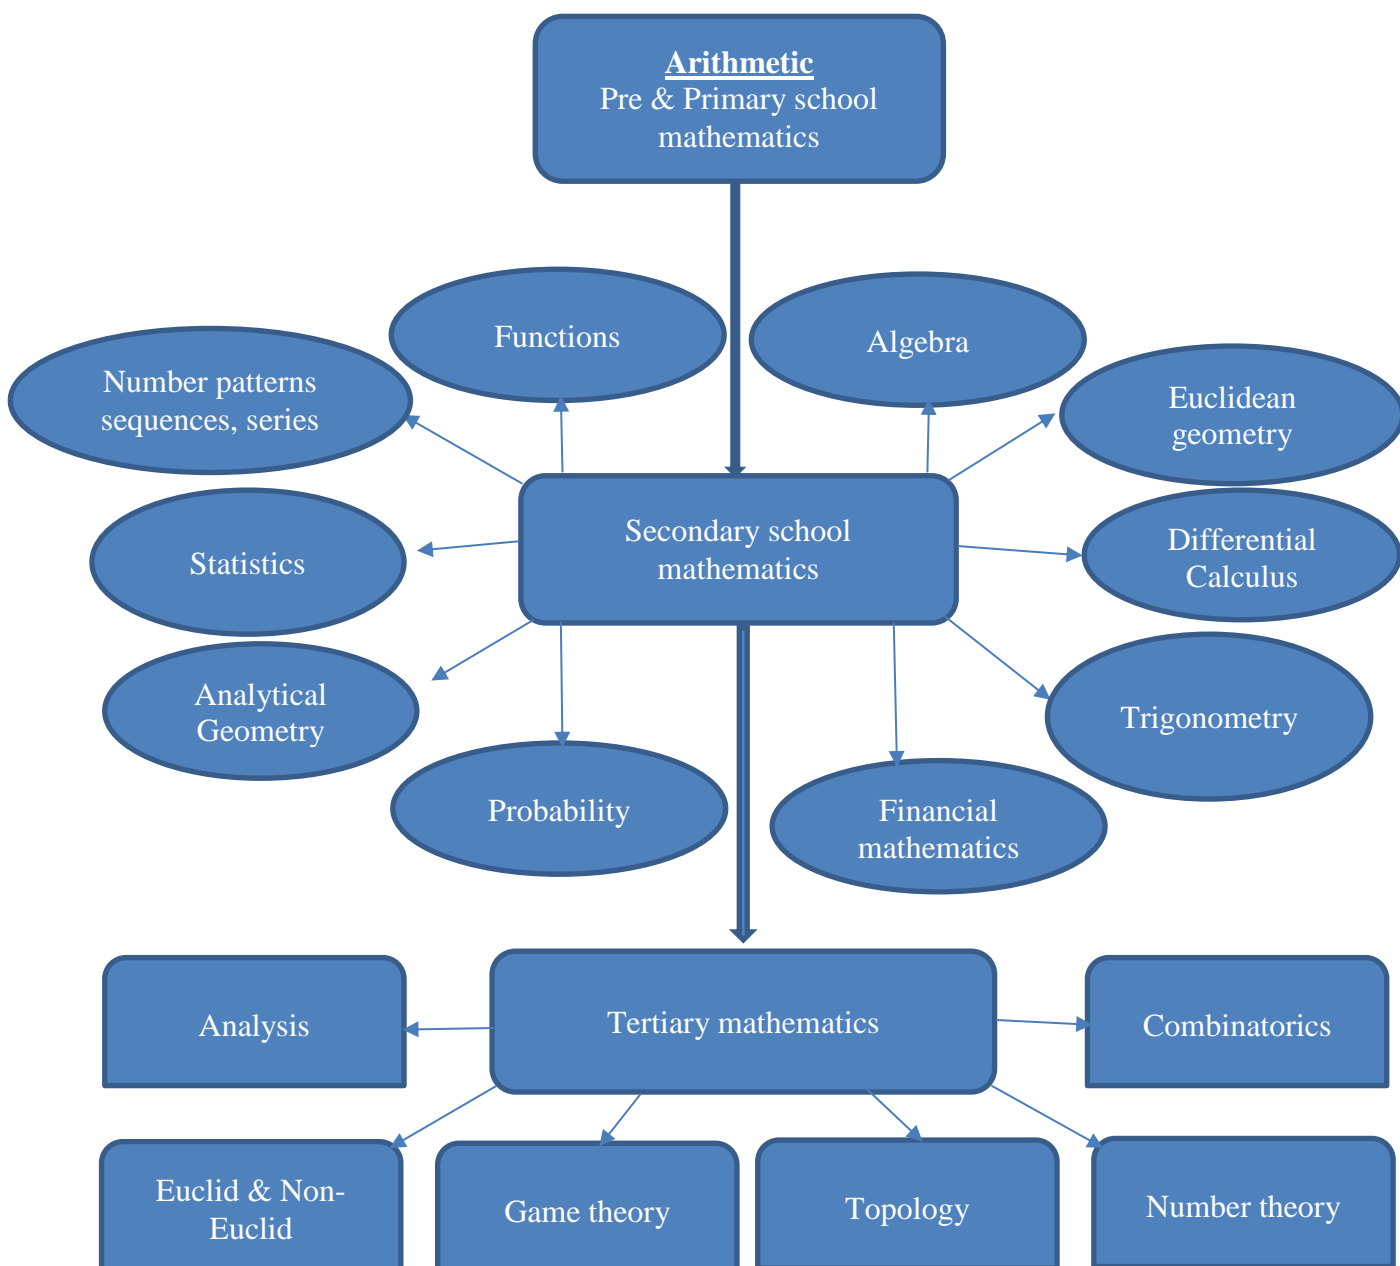 Arithmetic
Pre & Primary school
mathematics
Functions
Algebra
Number patterns
sequences, series
Euclidean
geometry
Secondary school
mathematics
Statistics
Differential
Calculus
Analytical
Geometry
Trigonometry
Probability
Financial
mathematics
Analysis
Tertiary mathematics
Combinatorics
Euclid & Non-
Euclid
Game theory
Topology
Number theory